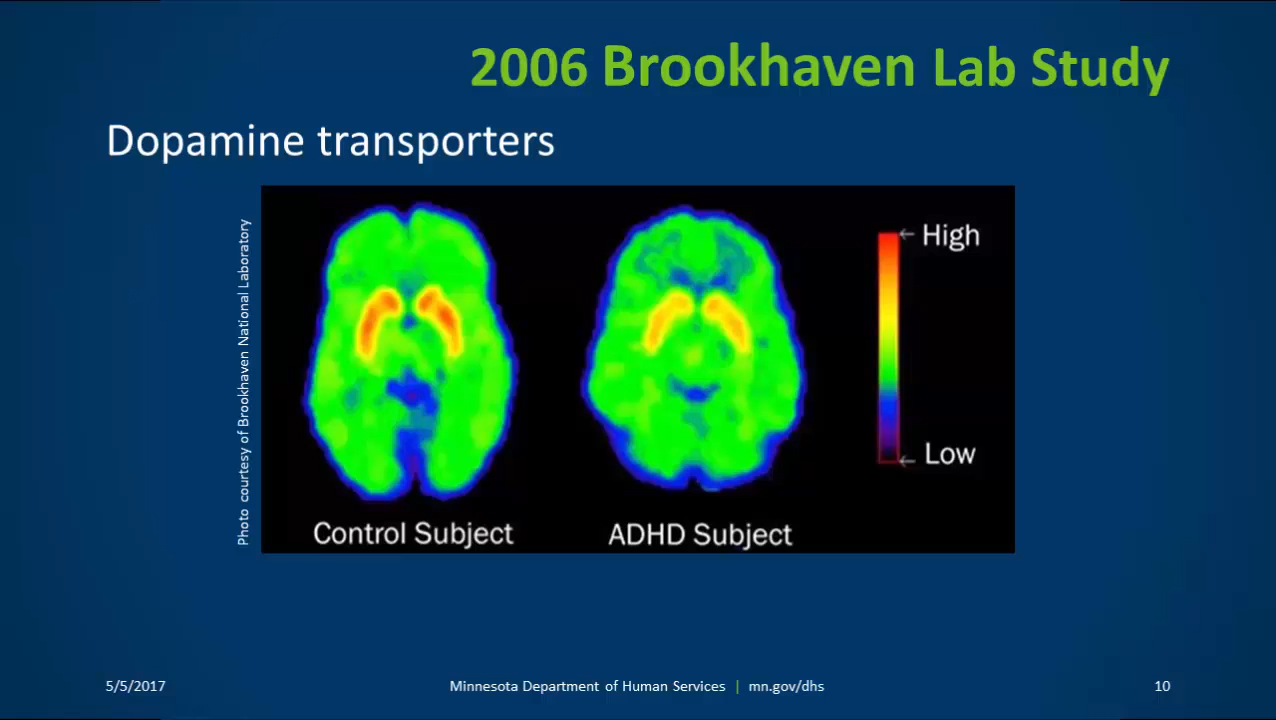 2006 Brookhaven Lab Study
Dopamine transporters
Photo courtesy of Brookhaven National Laboratory
← High
← Low
Control Subject
ADHD Subject
5/5/2017
Minnesota Department of Human Services | mn.gov/dhs
10